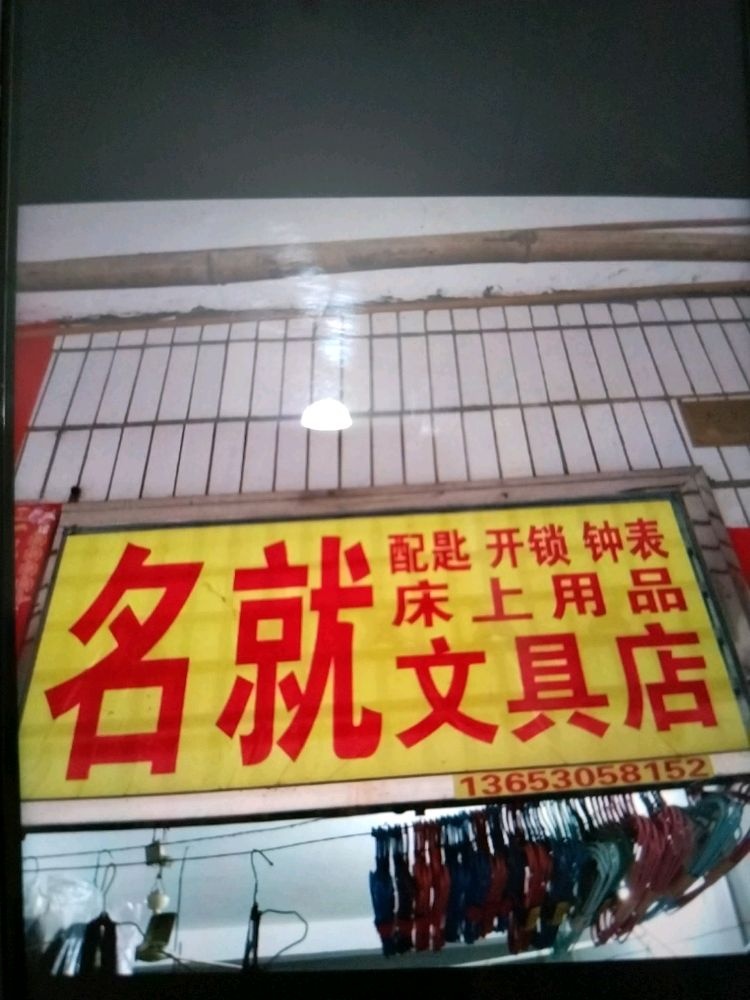 名就
配匙 开锁 钟表
床上用品
文具店
13653058152